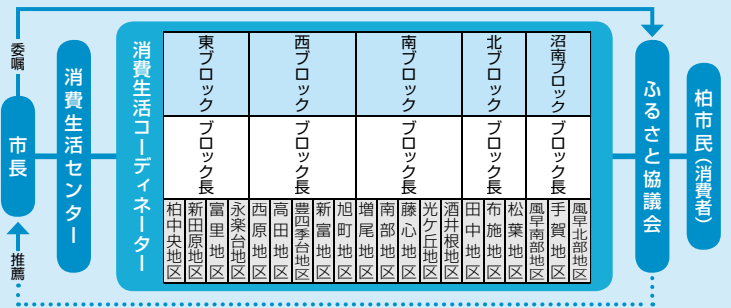 委嘱
市長
推薦
消費生活センター
消費生活コーディネーター
東ブロック
西ブロック
南ブロック
北ブロック
沼南ブロック
ブロック長
ブロック長
ブロック長
ブロック長
ブロック長
柏中央地区
新田原地区
富里地区
永楽台地区
西原地区
高田地区
豊四季台地区
新富地区
旭町地区
増尾地区
南部地区
藤心地区
光ケ丘地区
酒井根地区
田中地区
布施地区
松葉地区
風早南部地区
手賀地区
風早北部地区
ふるさと協議会
柏市民（消費者）